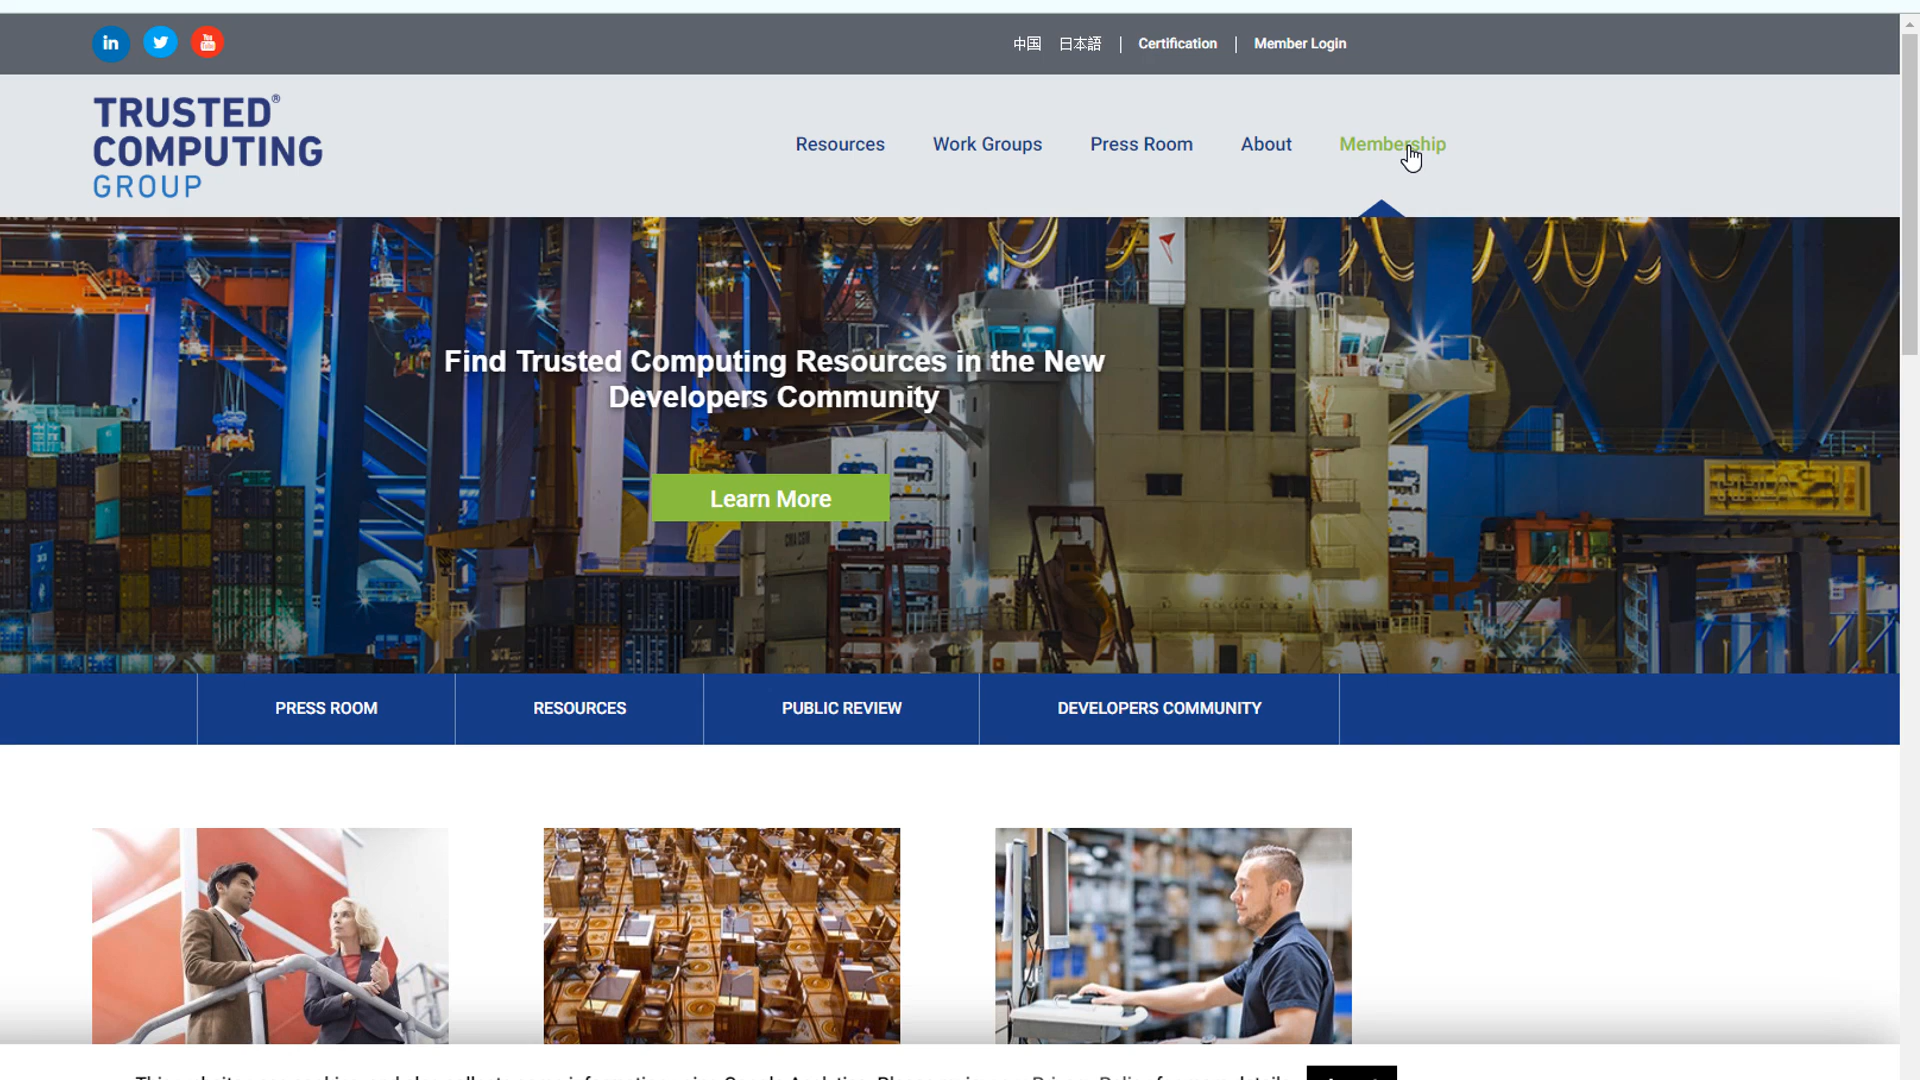 中国 日本語 | Certification | Member Login
TRUSTED®
COMPUTING
GROUP
Resources Work Groups Press Room About Membership
Find Trusted Computing Resources in the New
Developers Community
Learn More
PRESS ROOM RESOURCES PUBLIC REVIEW DEVELOPERS COMMUNITY